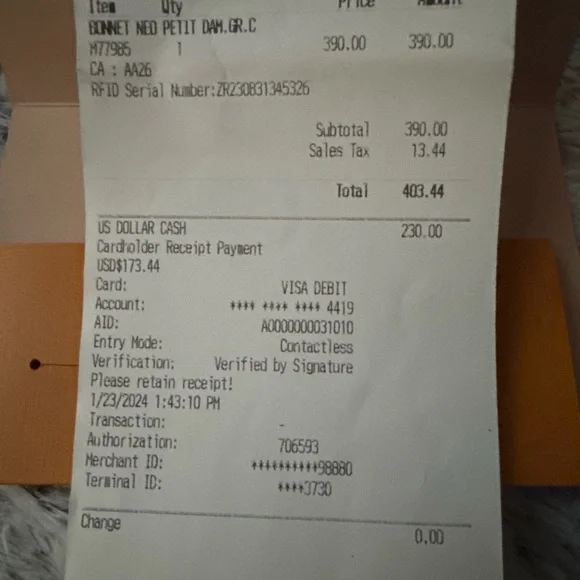 Item Qty Price Amount
BONNET NEO PETIT DAM.GR.C
M77985 1 390.00 390.00
CA : AA26
RFID Serial Number:ZR230831345326
Subtotal 390.00
Sales Tax 13.44
Total 403.44
US DOLLAR CASH 230.00
Cardholder Receipt Payment
USD$173.44
Card: VISA DEBIT
Account: **** **** **** 4419
AID: A0000000031010
Entry Mode: Contactless
Verification: Verified by Signature
Please retain receipt!
1/23/2024 1:43:10 PM
Transaction: -
Authorization: 706593
Merchant ID: **********98880
Terminal ID: ****3730
Change 0.00